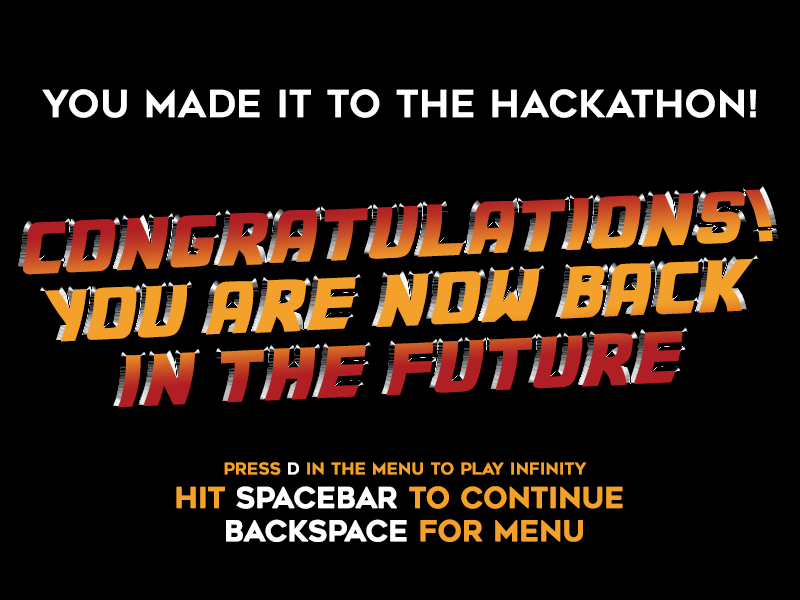 YOU MADE IT TO THE HACKATHON!
CONGRATULATIONS!
YOU ARE NOW BACK
IN THE FUTURE
PRESS D IN THE MENU TO PLAY INFINITY
HIT SPACEBAR TO CONTINUE
BACKSPACE FOR MENU